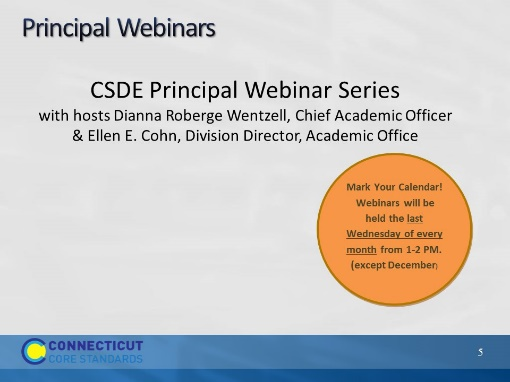 Principal Webinars
CSDE Principal Webinar Series
with hosts Dianna Roberge Wentzell, Chief Academic Officer
& Ellen E. Cohn, Division Director, Academic Office
Mark Your Calendar!
Webinars will be
held the last
Wednesday of every
month from 1-2 PM.
(except December)
CONNECTICUT
CORE STANDARDS
5